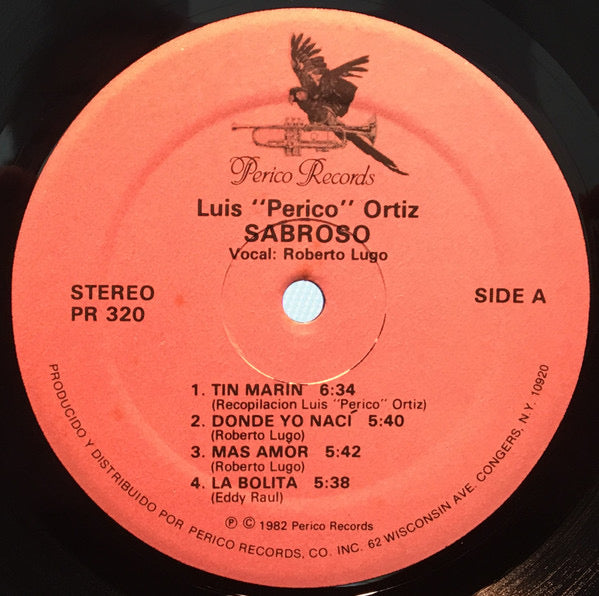 Perico Records
Luis "Perico" Ortiz
SABROSO
Vocal: Roberto Lugo
STEREO
PR 320
SIDE A
1. TIN MARIN 6:34
(Recopilacion Luis "Perico" Ortiz)
2. DONDE YO NACÍ 5:40
(Roberto Lugo)
3. MAS AMOR 5:42
(Roberto Lugo)
4. LA BOLITA 5:38
(Eddy Raul)
℗ © 1982 Perico Records
PRODUCIDO Y DISTRIBUIDO POR PERICO RECORDS, CO. INC. 62 WISCONSIN AVE. CONGERS, N.Y. 10920